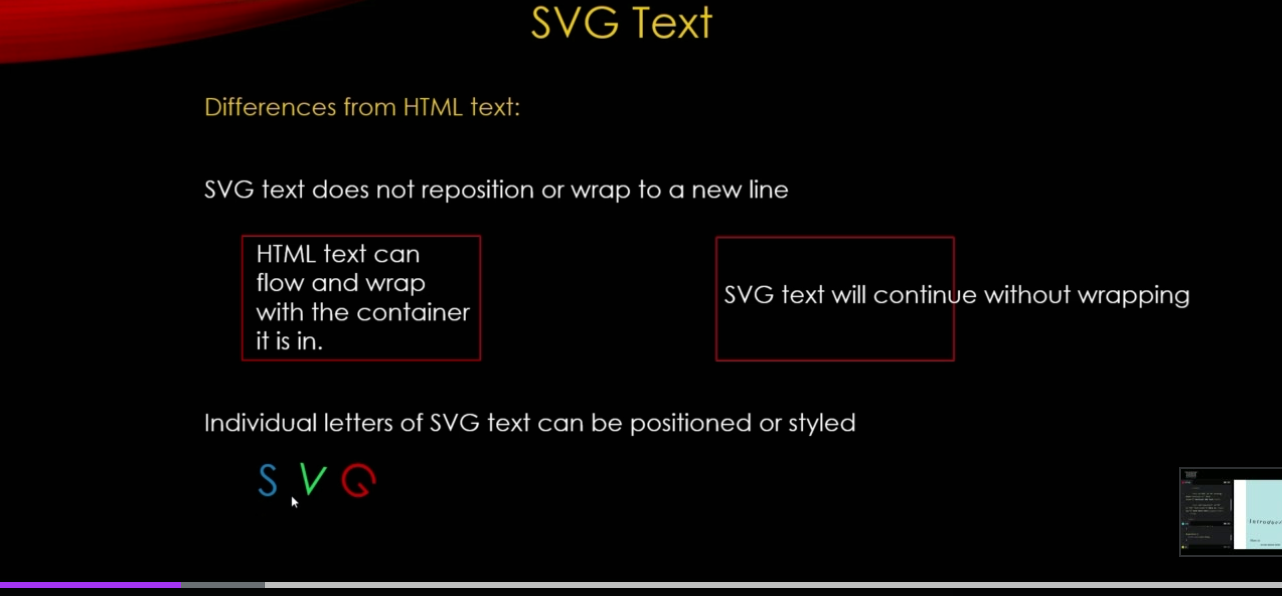 SVG Text
Differences from HTML text:
SVG text does not reposition or wrap to a new line
HTML text can
flow and wrap
with the container
it is in.
SVG text will continue without wrapping
Individual letters of SVG text can be positioned or styled
S V G